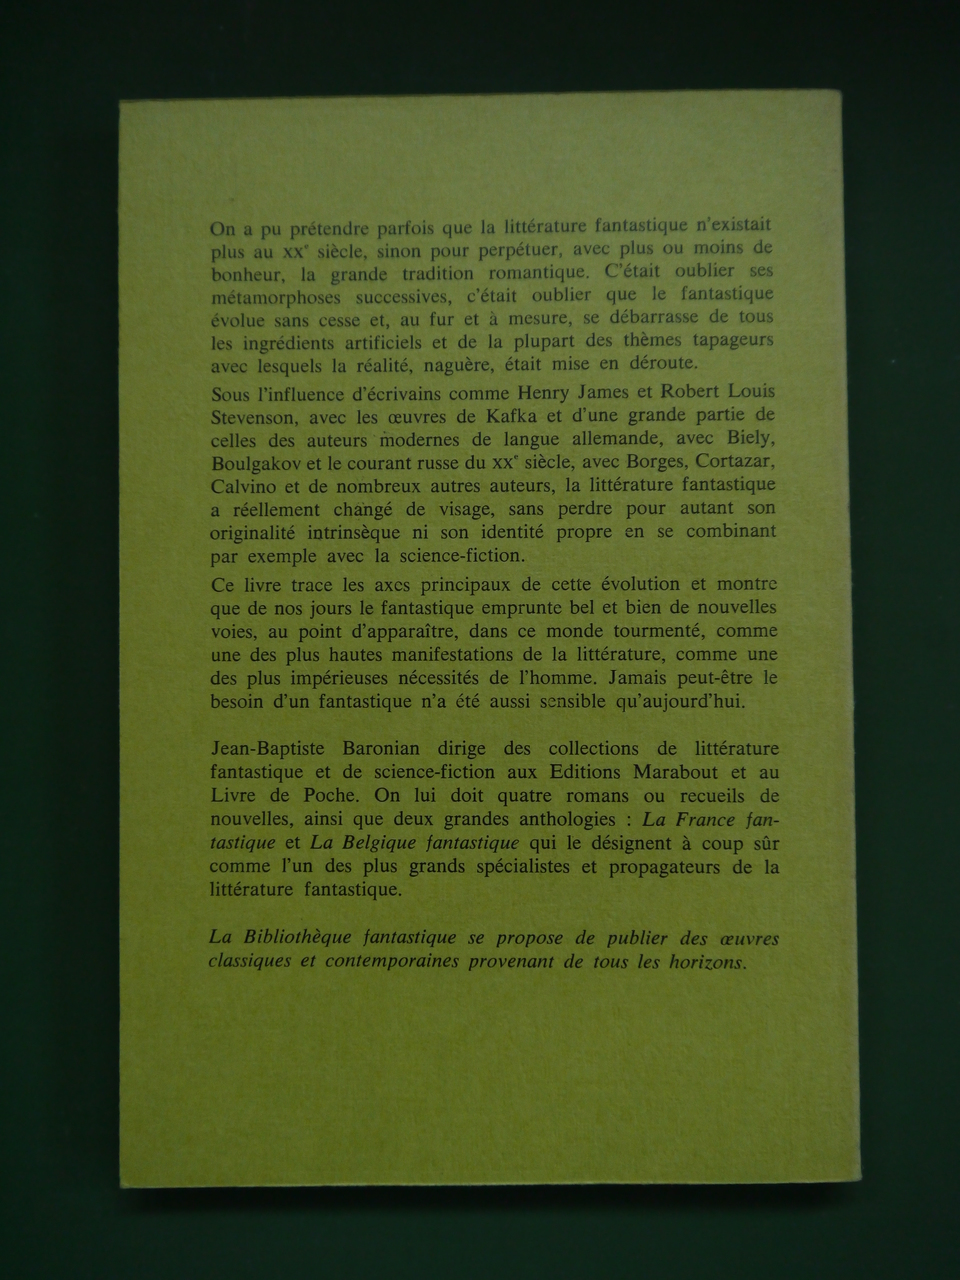 On a pu prétendre parfois que la littérature fantastique n'existait
plus au XXe siècle, sinon pour perpétuer, avec plus ou moins de
bonheur, la grande tradition romantique. C'était oublier ses
métamorphoses successives, c'était oublier que le fantastique
évolue sans cesse et, au fur et à mesure, se débarrasse de tous
les ingrédients artificiels et de la plupart des thèmes tapageurs
avec lesquels la réalité, naguère, était mise en déroute.
Sous l'influence d'écrivains comme Henry James et Robert Louis
Stevenson, avec les œuvres de Kafka et d'une grande partie de
celles des auteurs modernes de langue allemande, avec Biely,
Boulgakov et le courant russe du XXe siècle, avec Borges, Cortazar,
Calvino et de nombreux autres auteurs, la littérature fantastique
a réellement changé de visage, sans perdre pour autant son
originalité intrinsèque ni son identité propre en se combinant
par exemple avec la science-fiction.
Ce livre trace les axes principaux de cette évolution et montre
que de nos jours le fantastique emprunte bel et bien de nouvelles
voies, au point d'apparaître, dans ce monde tourmenté, comme
une des plus hautes manifestations de la littérature, comme une
des plus impérieuses nécessités de l'homme. Jamais peut-être le
besoin d'un fantastique n'a été aussi sensible qu'aujourd'hui.
Jean-Baptiste Baronian dirige des collections de littérature
fantastique et de science-fiction aux Editions Marabout et au
Livre de Poche. On lui doit quatre romans ou recueils de
nouvelles, ainsi que deux grandes anthologies : La France fan-
tastique et La Belgique fantastique qui le désignent à coup sûr
comme l'un des plus grands spécialistes et propagateurs de la
littérature fantastique.
La Bibliothèque fantastique se propose de publier des œuvres
classiques et contemporaines provenant de tous les horizons.